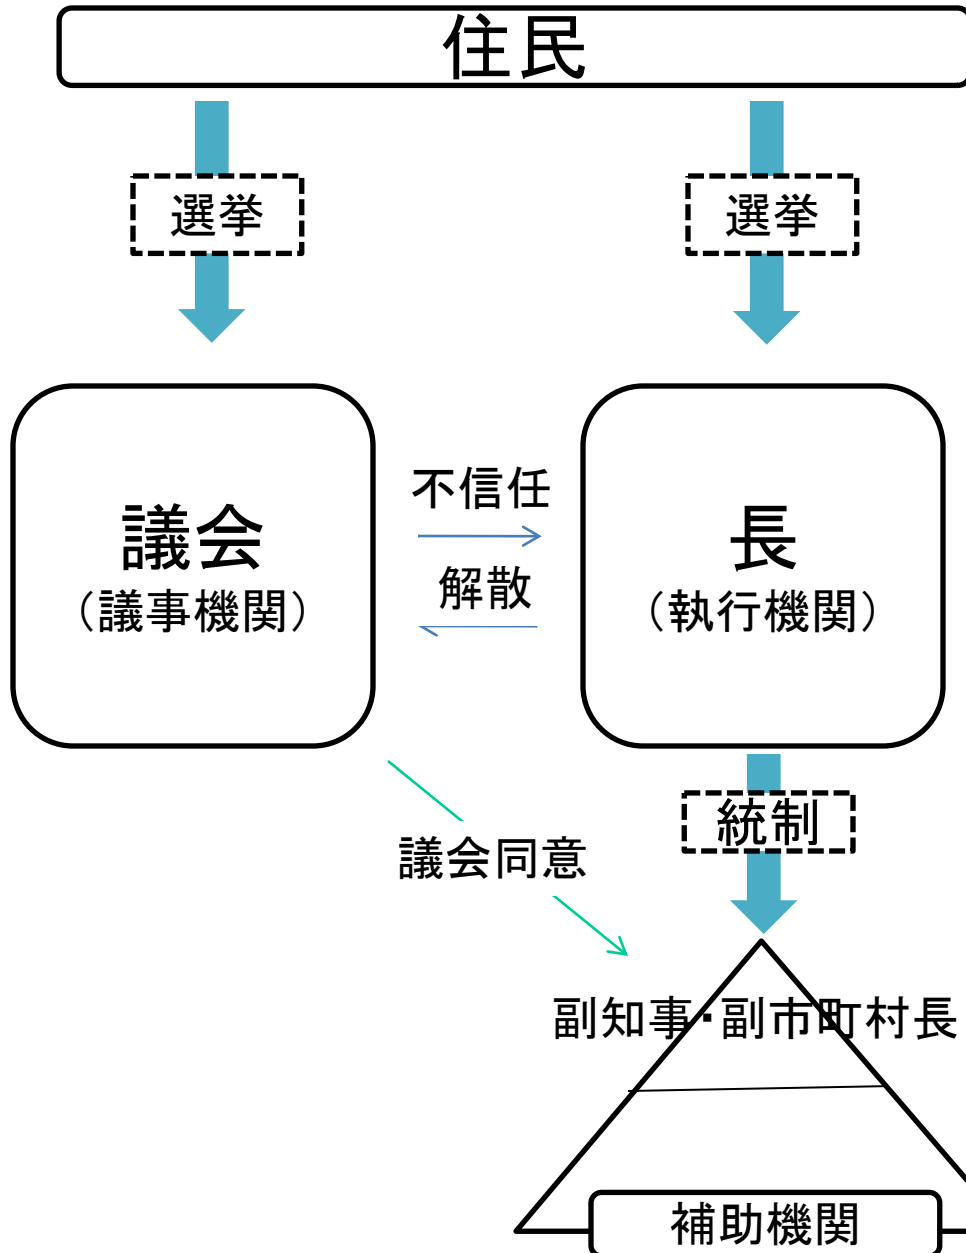 住民
選挙
選挙
議会
（議事機関）
不信任
解散
長
（執行機関）
統制
議会同意
副知事・副市町村長
補助機関